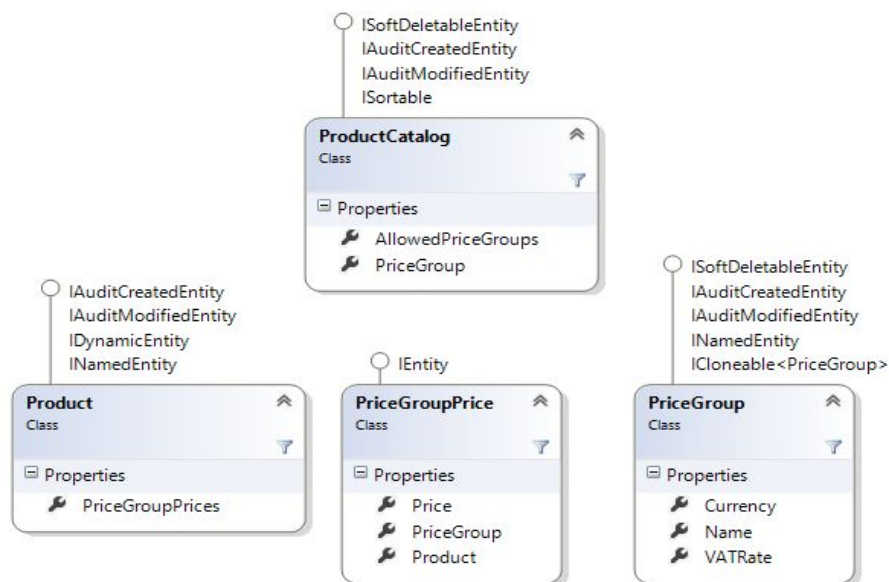 ISoftDeletableEntity
IAuditCreatedEntity
IAuditModifiedEntity
ISortable
ProductCatalog
Class
Properties
AllowedPriceGroups
PriceGroup
IAuditCreatedEntity
IAuditModifiedEntity
IDynamicEntity
INamedEntity
Product
Class
Properties
PriceGroupPrices
IEntity
PriceGroupPrice
Class
Properties
Price
PriceGroup
Product
ISoftDeletableEntity
IAuditCreatedEntity
IAuditModifiedEntity
INamedEntity
ICloneable<PriceGroup>
PriceGroup
Class
Properties
Currency
Name
VATRate